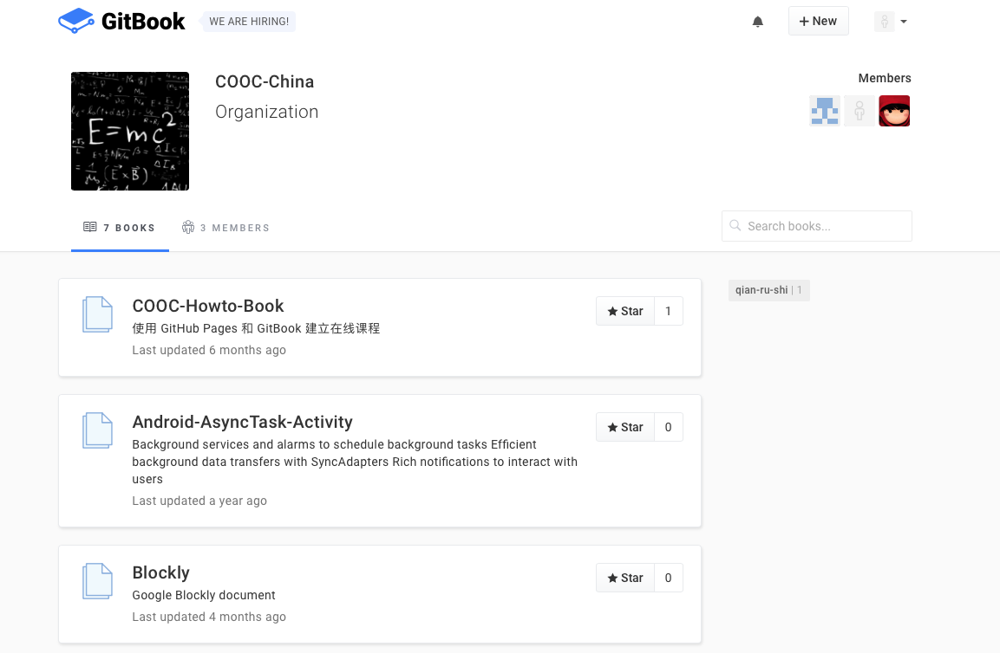 GitBook
WE ARE HIRING!
New
COOC-China
Organization
Members
E=mc²
7 BOOKS
3 MEMBERS
Search books...
qian-ru-shi | 1
COOC-Howto-Book
使用 GitHub Pages 和 GitBook 建立在线课程
Last updated 6 months ago
Star 1
Android-AsyncTask-Activity
Background services and alarms to schedule background tasks Efficient
background data transfers with SyncAdapters Rich notifications to interact with
users
Last updated a year ago
Star 0
Blockly
Google Blockly document
Last updated 4 months ago
Star 0